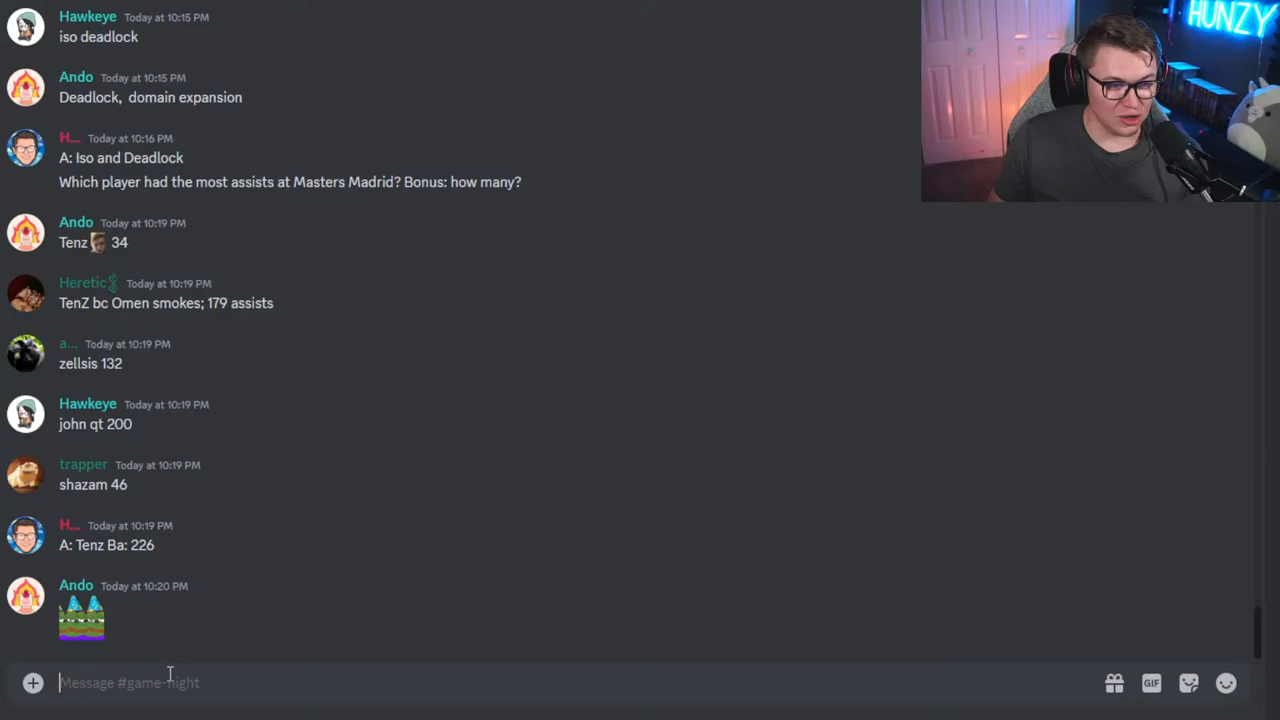 Hawkeye Today at 10:15 PM
iso deadlock
Ando Today at 10:15 PM
Deadlock, domain expansion
H... Today at 10:16 PM
A: Iso and Deadlock
Which player had the most assists at Masters Madrid? Bonus: how many?
Ando Today at 10:19 PM
Tenz 34
Heretic Today at 10:19 PM
TenZ bc Omen smokes; 179 assists
a... Today at 10:19 PM
zellsis 132
Hawkeye Today at 10:19 PM
john qt 200
trapper Today at 10:19 PM
shazam 46
H... Today at 10:19 PM
A: Tenz Ba: 226
Ando Today at 10:20 PM
Message #game-night
GIF
HUNZY